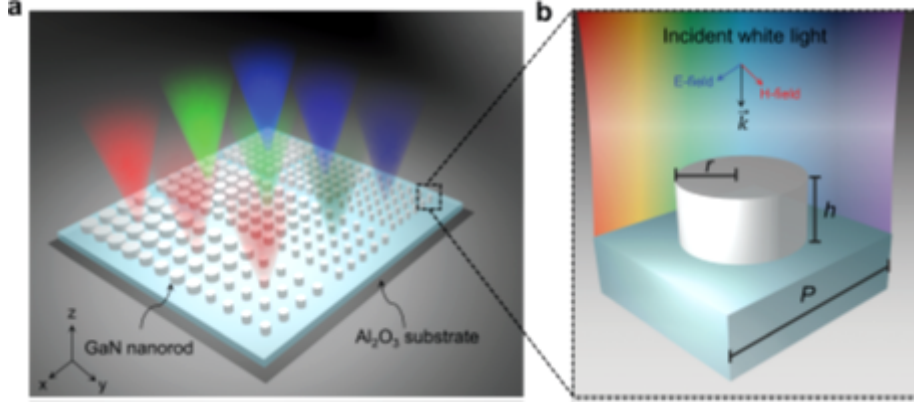 a
GaN nanorod
Al₂O₃ substrate
z
x
y
b
Incident white light
E-field
H-field
k
r
h
P